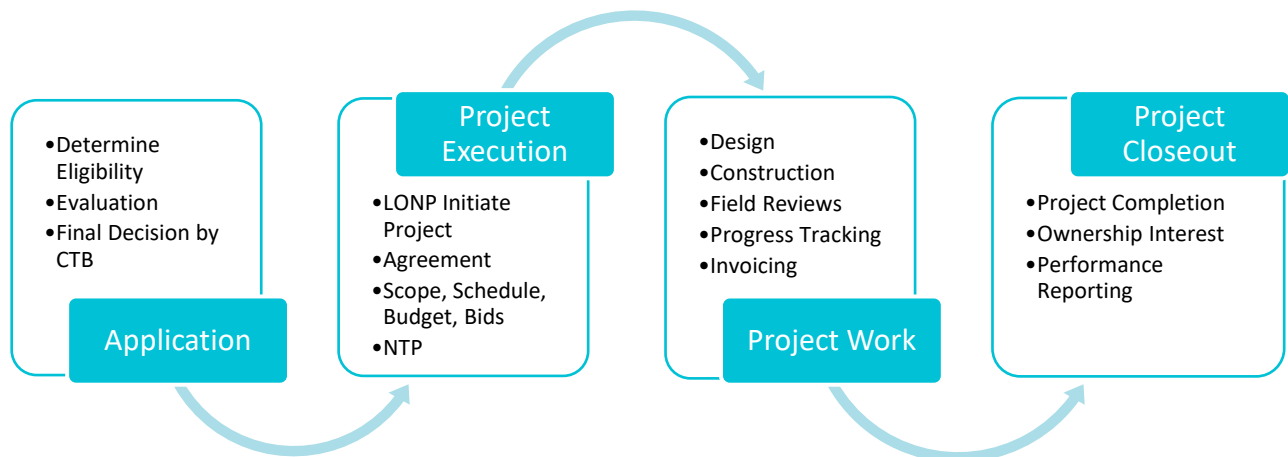 •Determine
Eligibility
•Evaluation
•Final Decision by
CTB
Application
Project
Execution
•LONP Initiate
Project
•Agreement
•Scope, Schedule,
Budget, Bids
•NTP
•Design
•Construction
•Field Reviews
•Progress Tracking
•Invoicing
Project Work
Project
Closeout
•Project Completion
•Ownership Interest
•Performance
Reporting